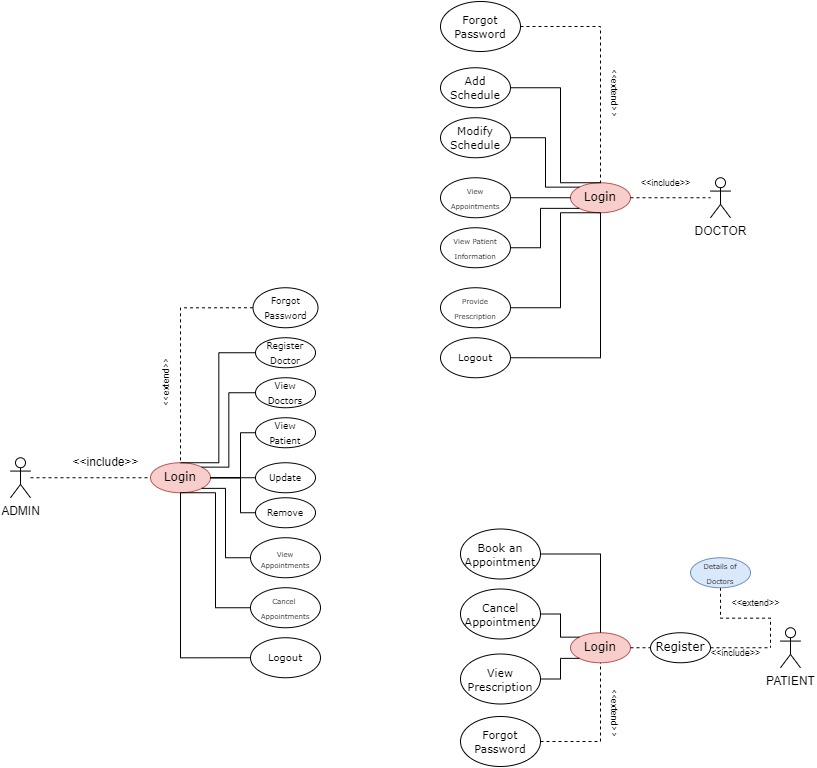 Forgot
Password
<<extend>>
Add
Schedule
Modify
Schedule
View
Appointments
Login
<<include>>
DOCTOR
View Patient
Information
Provide
Prescription
Logout
Forgot
Password
<<extend>>
Register
Doctor
View
Doctors
View
Patient
<<include>>
Login
Update
ADMIN
Remove
View
Appointments
Cancel
Appointments
Logout
Book an
Appointment
Details of
Doctors
<<extend>>
Cancel
Appointment
Login
Register
<<include>>
PATIENT
View
Prescription
<<extend>>
Forgot
Password